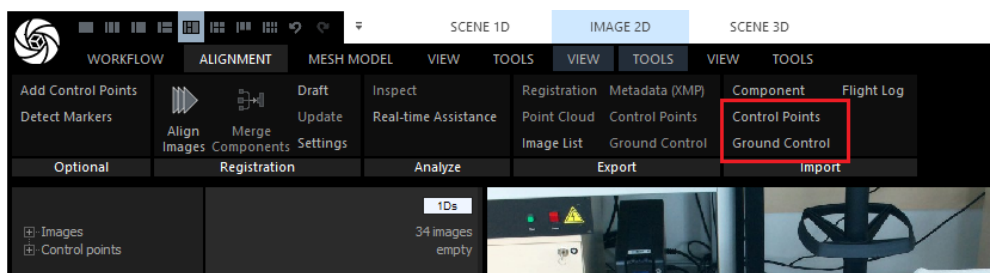 SCENE 1D IMAGE 2D SCENE 3D
WORKFLOW ALIGNMENT MESH MODEL VIEW TOOLS VIEW TOOLS VIEW TOOLS
Add Control Points Draft Inspect Registration Metadata (XMP) Component Flight Log
Detect Markers Update Real-time Assistance Point Cloud Control Points Control Points
Align Images Merge Components Settings Image List Ground Control Ground Control
Optional Registration Analyze Export Import
1Ds
Images 34 images
Control points empty